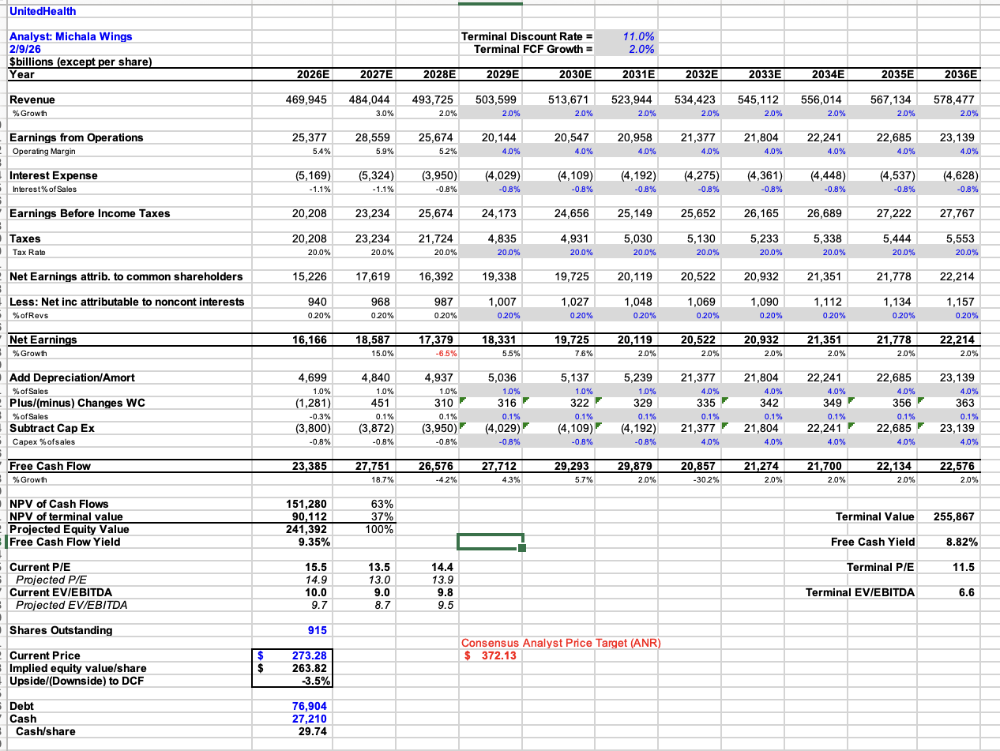 UnitedHealth
Analyst: Michala Wings Terminal Discount Rate = 11.0%
2/9/26 Terminal FCF Growth = 2.0%
$billions (except per share)
Year 2026E 2027E 2028E 2029E 2030E 2031E 2032E 2033E 2034E 2035E 2036E
Revenue 469,945 484,044 493,725 503,599 513,671 523,944 534,423 545,112 556,014 567,134 578,477
% Growth 3.0% 2.0% 2.0% 2.0% 2.0% 2.0% 2.0% 2.0% 2.0% 2.0%
Earnings from Operations 25,377 28,559 25,674 20,144 20,547 20,958 21,377 21,804 22,241 22,685 23,139
Operating Margin 5.4% 5.9% 5.2% 4.0% 4.0% 4.0% 4.0% 4.0% 4.0% 4.0% 4.0%
Interest Expense (5,169) (5,324) (3,950) (4,029) (4,109) (4,192) (4,275) (4,361) (4,448) (4,537) (4,628)
Interest % of Sales -1.1% -1.1% -0.8% -0.8% -0.8% -0.8% -0.8% -0.8% -0.8% -0.8% -0.8%
Earnings Before Income Taxes 20,208 23,234 25,674 24,173 24,656 25,149 25,652 26,165 26,689 27,222 27,767
Taxes 20,208 23,234 21,724 4,835 4,931 5,030 5,130 5,233 5,338 5,444 5,553
Tax Rate 20.0% 20.0% 20.0% 20.0% 20.0% 20.0% 20.0% 20.0% 20.0% 20.0% 20.0%
Net Earnings attrib. to common shareholders 15,226 17,619 16,392 19,338 19,725 20,119 20,522 20,932 21,351 21,778 22,214
Less: Net inc attributable to noncont interests 940 968 987 1,007 1,027 1,048 1,069 1,090 1,112 1,134 1,157
% of Revs 0.20% 0.20% 0.20% 0.20% 0.20% 0.20% 0.20% 0.20% 0.20% 0.20% 0.20%
Net Earnings 16,166 18,587 17,379 18,331 19,725 20,119 20,522 20,932 21,351 21,778 22,214
% Growth 15.0% -6.5% 5.5% 7.6% 2.0% 2.0% 2.0% 2.0% 2.0% 2.0%
Add Depreciation/Amort 4,699 4,840 4,937 5,036 5,137 5,239 21,377 21,804 22,241 22,685 23,139
% of Sales 1.0% 1.0% 1.0% 1.0% 1.0% 1.0% 4.0% 4.0% 4.0% 4.0% 4.0%
Plus/(minus) Changes WC (1,281) 451 310 316 322 329 335 342 349 356 363
% of Sales -0.3% 0.1% 0.1% 0.1% 0.1% 0.1% 0.1% 0.1% 0.1% 0.1% 0.1%
Subtract Cap Ex (3,800) (3,872) (3,950) (4,029) (4,109) (4,192) 21,377 21,804 22,241 22,685 23,139
Capex % of sales -0.8% -0.8% -0.8% -0.8% -0.8% -0.8% 4.0% 4.0% 4.0% 4.0% 4.0%
Free Cash Flow 23,385 27,751 26,576 27,712 29,293 29,879 20,857 21,274 21,700 22,134 22,576
% Growth 18.7% -4.2% 4.3% 5.7% 2.0% -30.2% 2.0% 2.0% 2.0% 2.0%
NPV of Cash Flows 151,280 63%
NPV of terminal value 90,112 37% Terminal Value 255,867
Projected Equity Value 241,392 100%
Free Cash Flow Yield 9.35% Free Cash Yield 8.82%
Current P/E 15.5 13.5 14.4 Terminal P/E 11.5
Projected P/E 14.9 13.0 13.9
Current EV/EBITDA 10.0 9.0 9.8 Terminal EV/EBITDA 6.6
Projected EV/EBITDA 9.7 8.7 9.5
Shares Outstanding 915
Consensus Analyst Price Target (ANR)
Current Price $ 273.28 $ 372.13
Implied equity value/share $ 263.82
Upside/(Downside) to DCF -3.5%
Debt 76,904
Cash 27,210
Cash/share 29.74